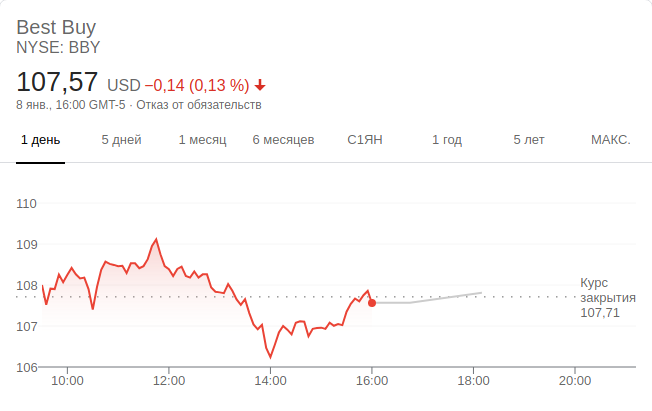 Best Buy
NYSE: BBY
107,57 USD −0,14 (0,13 %)
8 янв., 16:00 GMT-5 · Отказ от обязательств
1 день 5 дней 1 месяц 6 месяцев С1ЯН 1 год 5 лет МАКС.
110
109
108
107
106
Курс
закрытия
107,71
10:00 12:00 14:00 16:00 18:00 20:00